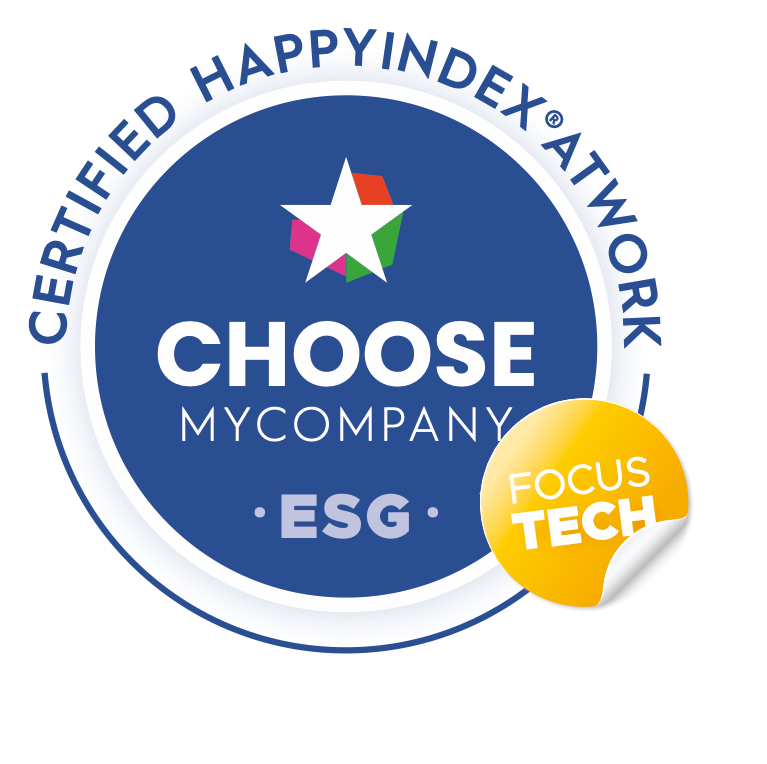 CERTIFIED HAPPYINDEX®ATWORK
CHOOSE
MYCOMPANY
· ESG ·
FOCUS
TECH